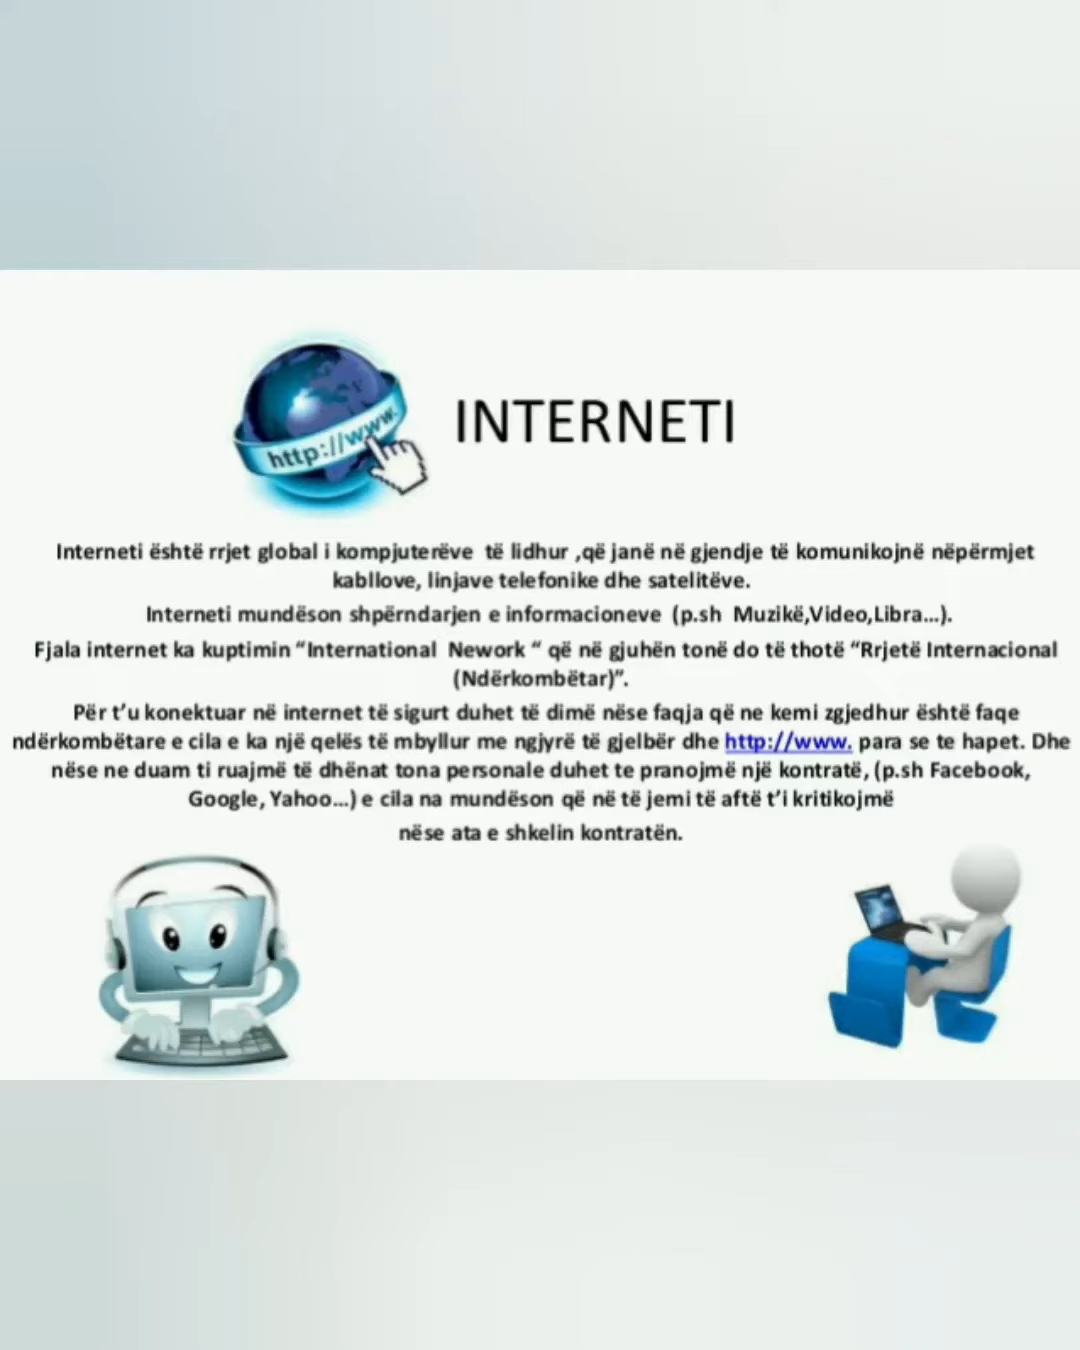 http://www.
INTERNETI
Interneti është rrjet global i kompjuterëve të lidhur ,që janë në gjendje të komunikojnë nëpërmjet
kabllove, linjave telefonike dhe satelitëve.
Interneti mundëson shpërndarjen e informacioneve (p.sh Muzikë,Video,Libra...).
Fjala internet ka kuptimin “International Nework “ që në gjuhën tonë do të thotë “Rrjetë Internacional
(Ndërkombëtar)”.
Për t’u konektuar në internet të sigurt duhet të dimë nëse faqja që ne kemi zgjedhur është faqe
ndërkombëtare e cila e ka një qelës të mbyllur me ngjyrë të gjelbër dhe http://www. para se te hapet. Dhe
nëse ne duam ti ruajmë të dhënat tona personale duhet te pranojmë një kontratë, (p.sh Facebook,
Google, Yahoo...) e cila na mundëson që në të jemi të aftë t’i kritikojmë
nëse ata e shkelin kontratën.